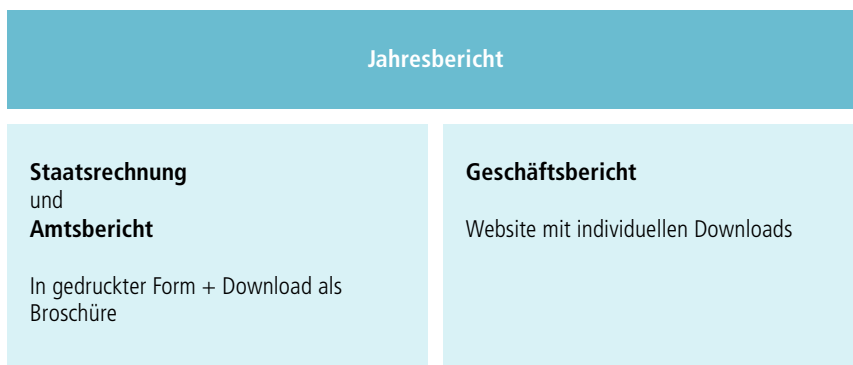 Jahresbericht
Staatsrechnung
und
Amtsbericht
In gedruckter Form + Download als
Broschüre
Geschäftsbericht
Website mit individuellen Downloads